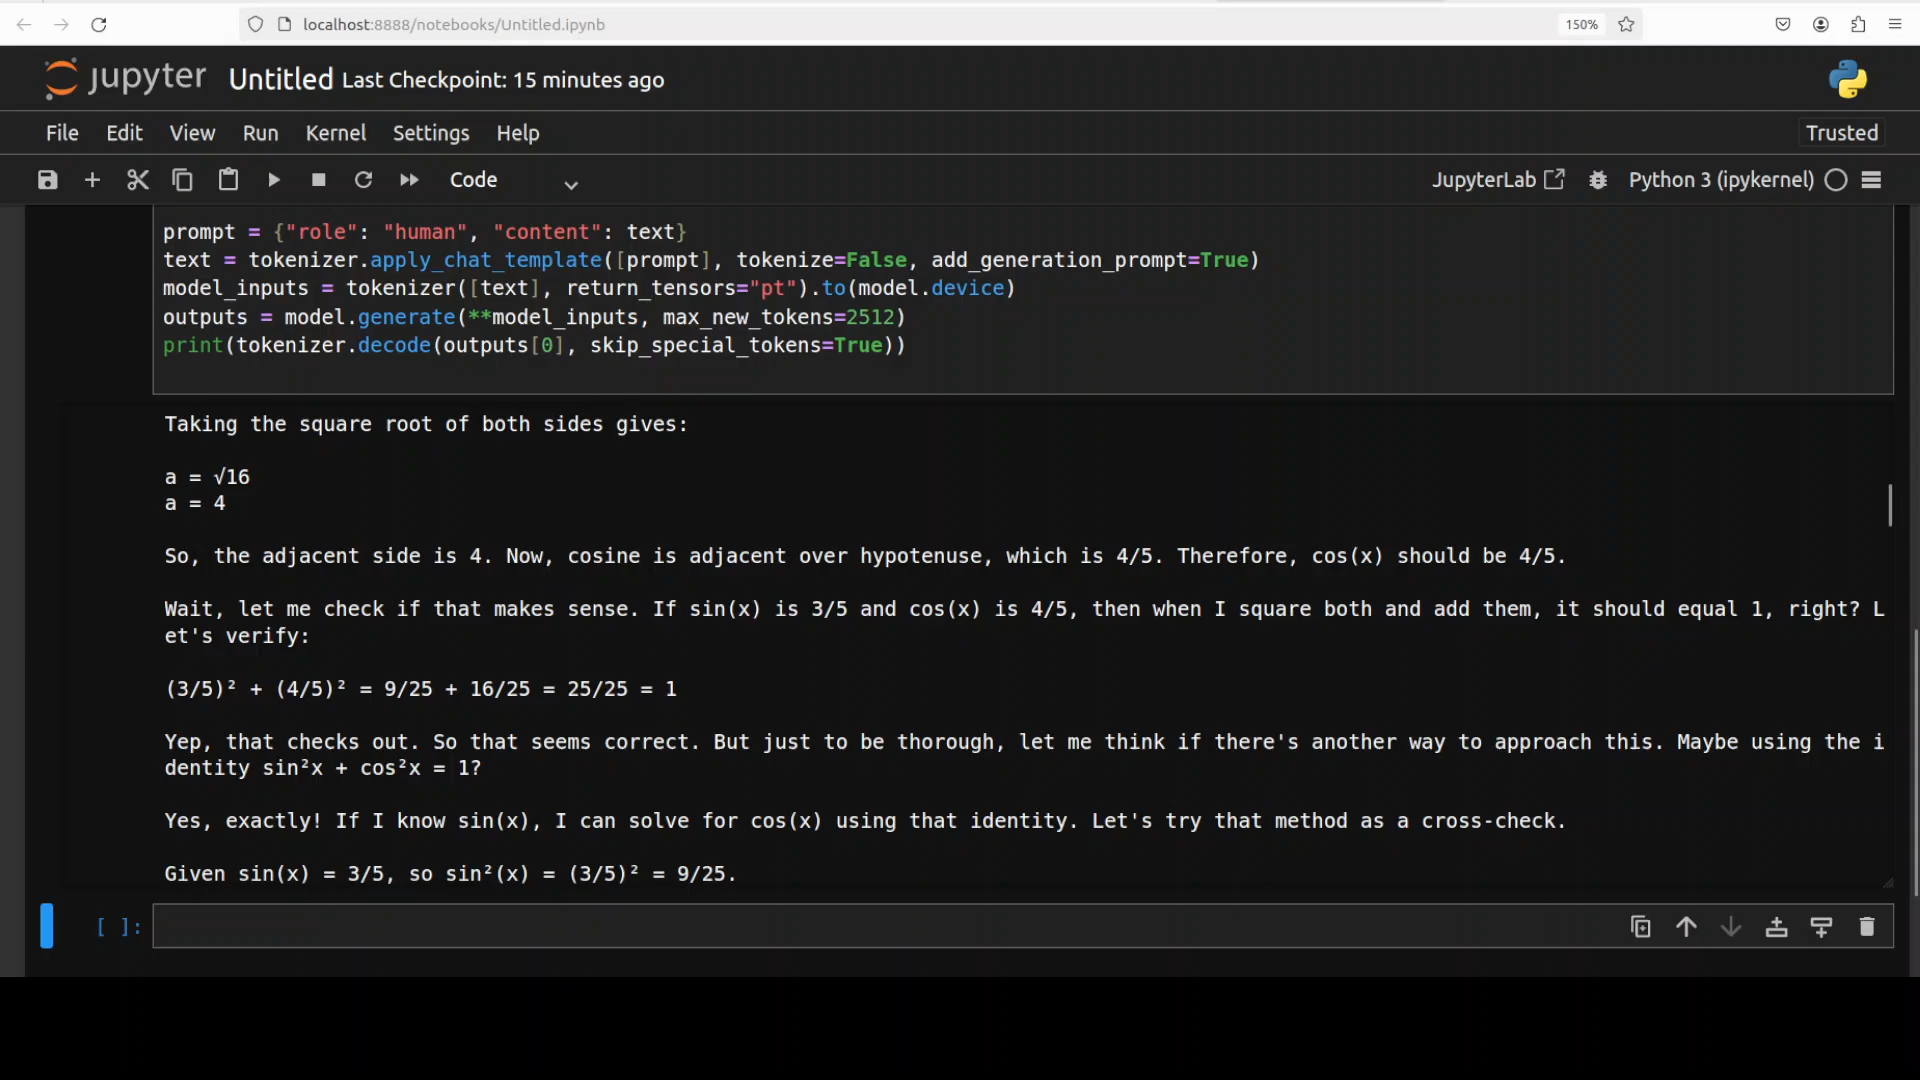 localhost:8888/notebooks/Untitled.ipynb
150%
jupyter Untitled Last Checkpoint: 15 minutes ago
File Edit View Run Kernel Settings Help
Trusted
Code
JupyterLab
Python 3 (ipykernel)
prompt = {"role": "human", "content": text}
text = tokenizer.apply_chat_template([prompt], tokenize=False, add_generation_prompt=True)
model_inputs = tokenizer([text], return_tensors="pt").to(model.device)
outputs = model.generate(**model_inputs, max_new_tokens=2512)
print(tokenizer.decode(outputs[0], skip_special_tokens=True))
Taking the square root of both sides gives:
a = √16
a = 4
So, the adjacent side is 4. Now, cosine is adjacent over hypotenuse, which is 4/5. Therefore, cos(x) should be 4/5.
Wait, let me check if that makes sense. If sin(x) is 3/5 and cos(x) is 4/5, then when I square both and add them, it should equal 1, right? L
et's verify:
(3/5)² + (4/5)² = 9/25 + 16/25 = 25/25 = 1
Yep, that checks out. So that seems correct. But just to be thorough, let me think if there's another way to approach this. Maybe using the i
dentity sin²x + cos²x = 1?
Yes, exactly! If I know sin(x), I can solve for cos(x) using that identity. Let's try that method as a cross-check.
Given sin(x) = 3/5, so sin²(x) = (3/5)² = 9/25.
[ ]: